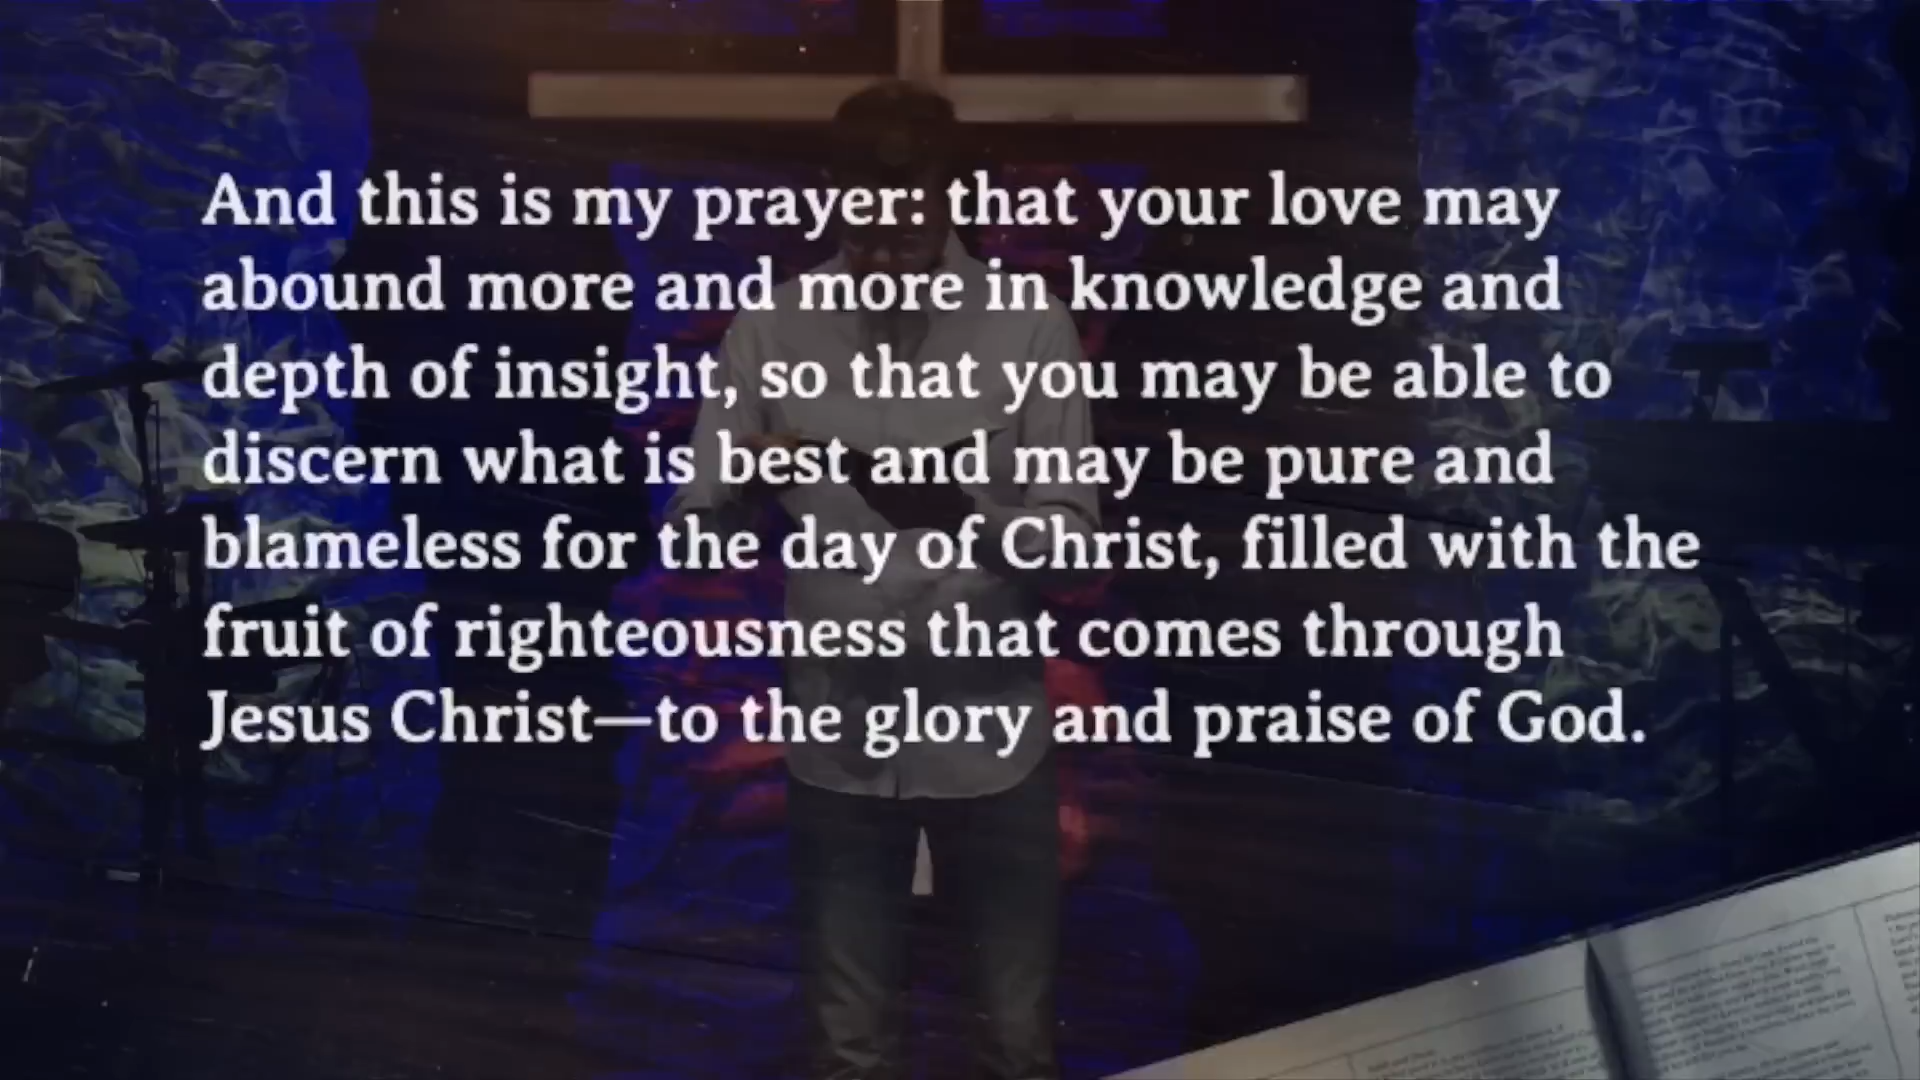 And this is my prayer: that your love may
abound more and more in knowledge and
depth of insight, so that you may be able to
discern what is best and may be pure and
blameless for the day of Christ, filled with the
fruit of righteousness that comes through
Jesus Christ—to the glory and praise of God.